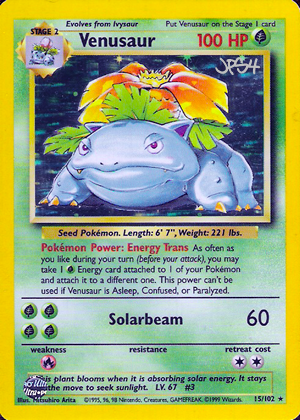 Evolves from Ivysaur
Put Venusaur on the Stage 1 card
STAGE 2
Venusaur
100 HP
Seed Pokémon. Length: 6' 7", Weight: 221 lbs.
Pokémon Power: Energy Trans As often as
you like during your turn (before your attack), you may
take 1 Energy card attached to 1 of your Pokémon
and attach it to a different one. This power can't be
used if Venusaur is Asleep, Confused, or Paralyzed.
Solarbeam 60
weakness
resistance
retreat cost
This plant blooms when it is absorbing solar energy. It stays
on the move to seek sunlight. LV. 67 #3
Illus. Mitsuhiro Arita
©1995, 96, 98 Nintendo, Creatures, GAMEFREAK. ©1999 Wizards.
15/102